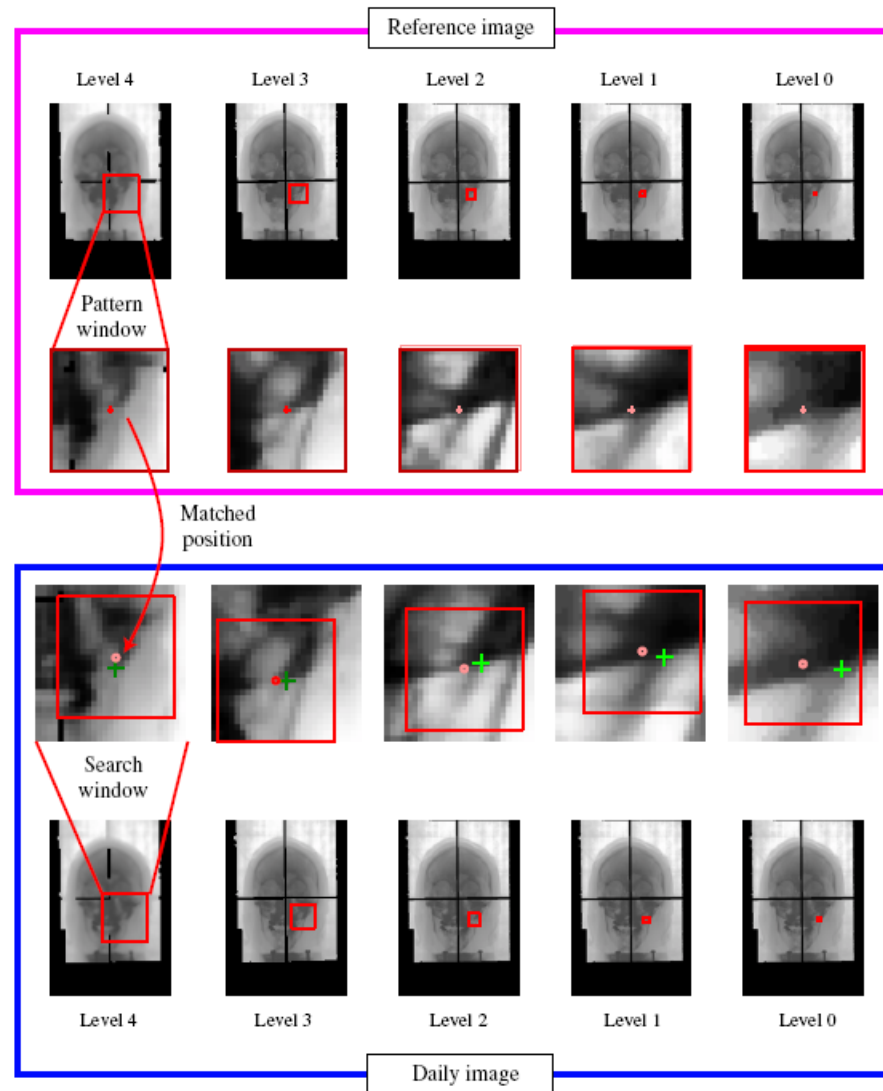 Reference image
Level 4 Level 3 Level 2 Level 1 Level 0
Pattern
window
Matched
position
Search
window
Level 4 Level 3 Level 2 Level 1 Level 0
Daily image